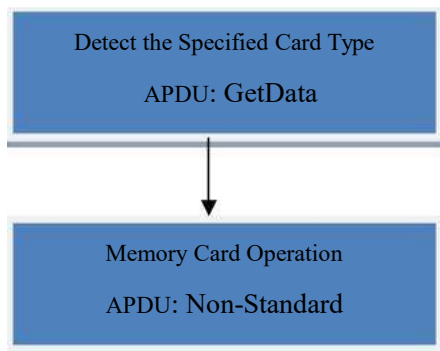 Detect the Specified Card Type
APDU: GetData
Memory Card Operation
APDU: Non-Standard